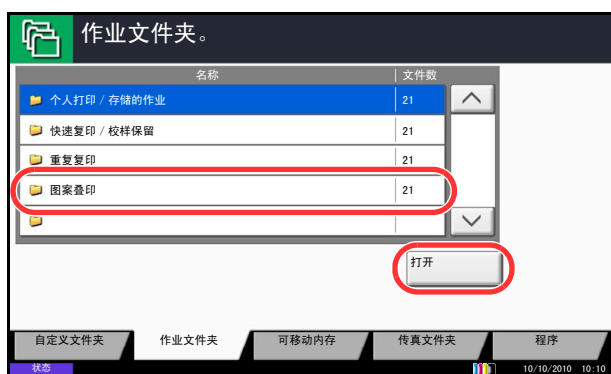 作业文件夹。
名称 文件数
个人打印 / 存储的作业 21
快速复印 / 校样保留 21
重复复印 21
图案叠印 21
打开
自定义文件夹 作业文件夹 可移动内存 传真文件夹 程序
状态 10/10/2010 10:10